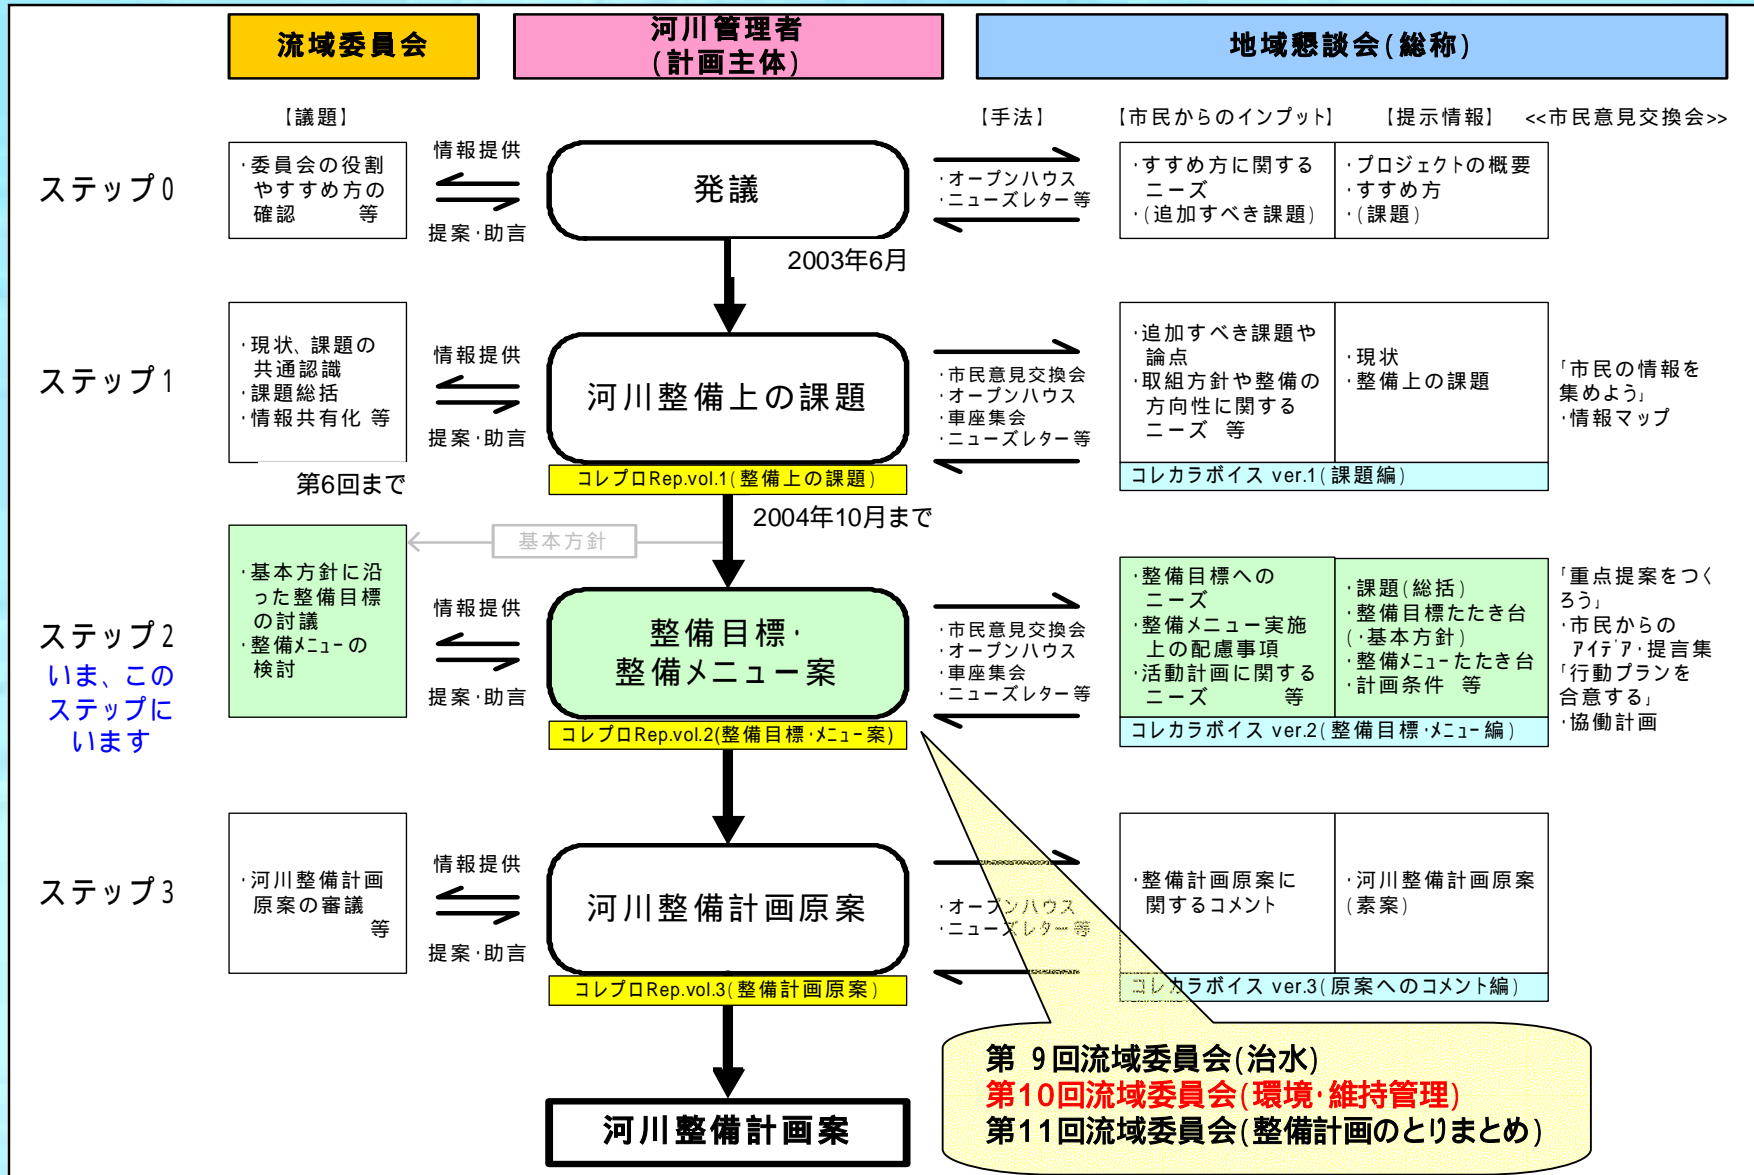 流域委員会
河川管理者
(計画主体)
地域懇談会(総称)
【議題】
【手法】
【市民からのインプット】
【提示情報】
<<市民意見交換会>>
ステップ0
・委員会の役割
やすすめ方の
確認 等
情報提供
提案・助言
発議
・オープンハウス
・ニューズレター等
・すすめ方に関する
ニーズ
・(追加すべき課題)
・プロジェクトの概要
・すすめ方
・(課題)
2003年6月
ステップ1
・現状、課題の
共通認識
・課題総括
・情報共有化 等
第6回まで
情報提供
提案・助言
河川整備上の課題
コレプロRep.vol.1(整備上の課題)
・市民意見交換会
・オープンハウス
・車座集会
・ニューズレター等
・追加すべき課題や
論点
・取組方針や整備の
方向性に関する
ニーズ 等
・現状
・整備上の課題
コレカラボイス ver.1(課題編)
「市民の情報を
集めよう」
・情報マップ
2004年10月まで
基本方針
ステップ2
いま、この
ステップに
います
・基本方針に沿
った整備目標
の討議
・整備メニューの
検討
情報提供
提案・助言
整備目標・
整備メニュー案
コレプロRep.vol.2(整備目標・メニュー案)
・市民意見交換会
・オープンハウス
・車座集会
・ニューズレター等
・整備目標への
ニーズ
・整備メニュー実施
上の配慮事項
・活動計画に関する
ニーズ 等
・課題(総括)
・整備目標たたき台
(・基本方針)
・整備メニューたたき台
・計画条件 等
コレカラボイス ver.2(整備目標・メニュー編)
「重点提案をつく
ろう」
・市民からの
アイデア・提言集
「行動プランを
合意する」
・協働計画
ステップ3
・河川整備計画
原案の審議
等
情報提供
提案・助言
河川整備計画原案
コレプロRep.vol.3(整備計画原案)
・オープンハウス
・ニューズレター等
・整備計画原案に
関するコメント
・河川整備計画原案
(素案)
コレカラボイス ver.3(原案へのコメント編)
第 9回流域委員会(治水)
第10回流域委員会(環境・維持管理)
第11回流域委員会(整備計画のとりまとめ)
河川整備計画案